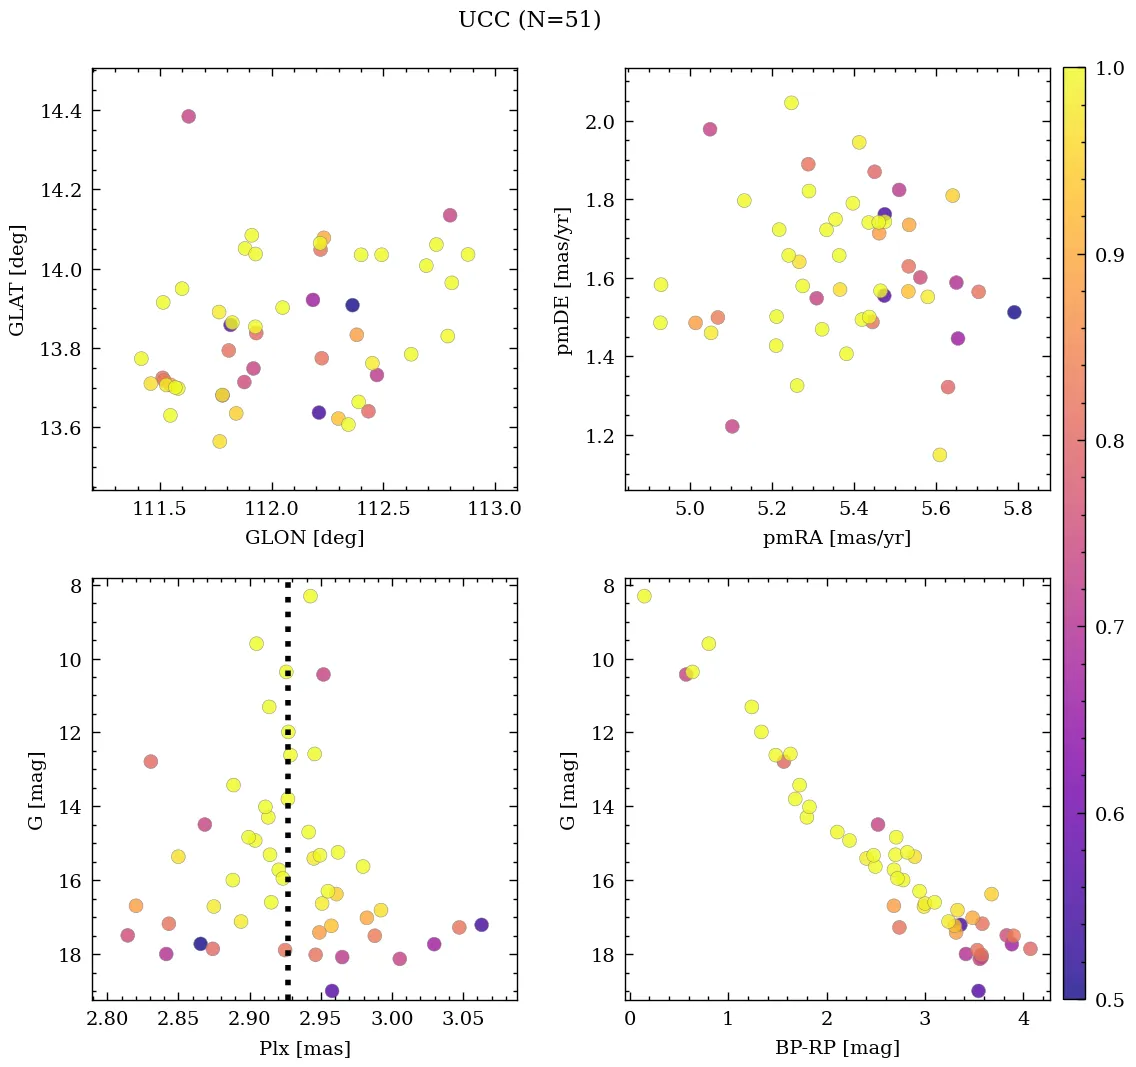 UCC (N=51)
14.4
14.2
14.0
13.8
13.6
GLAT [deg]
111.5 112.0 112.5 113.0
GLON [deg]
2.0
1.8
1.6
1.4
1.2
pmDE [mas/yr]
5.0 5.2 5.4 5.6 5.8
pmRA [mas/yr]
8
10
12
14
16
18
G [mag]
2.80 2.85 2.90 2.95 3.00 3.05
Plx [mas]
8
10
12
14
16
18
G [mag]
0 1 2 3 4
BP-RP [mag]
1.0
0.9
0.8
0.7
0.6
0.5